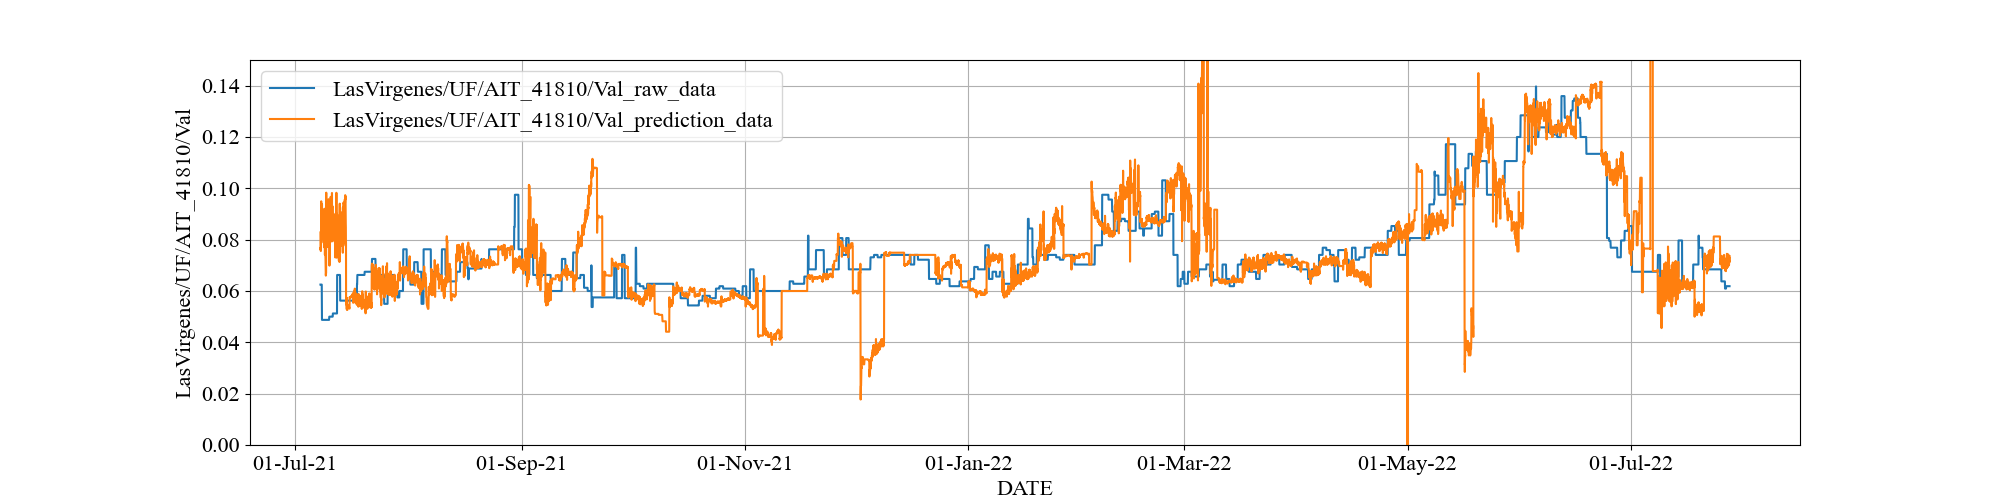 LasVirgenes/UF/AIT_41810/Val_raw_data
LasVirgenes/UF/AIT_41810/Val_prediction_data
LasVirgenes/UF/AIT_41810/Val
0.14
0.12
0.10
0.08
0.06
0.04
0.02
0.00
01-Jul-21
01-Sep-21
01-Nov-21
01-Jan-22
01-Mar-22
01-May-22
01-Jul-22
DATE